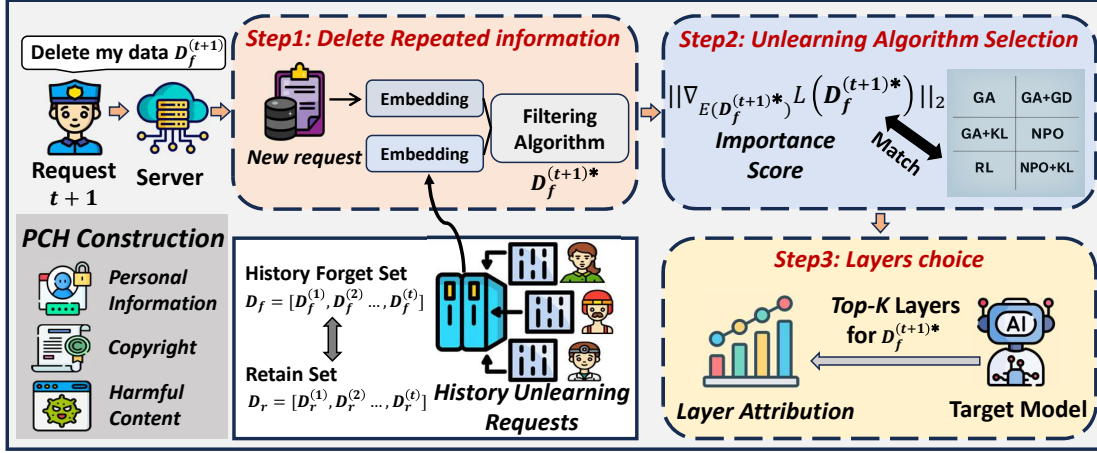 Delete my data D_f^{(t+1)}
Request
t + 1
Server
Step1: Delete Repeated information
New request
Embedding
Embedding
Filtering
Algorithm
D_f^{(t+1)*}
Step2: Unlearning Algorithm Selection
||∇_{E(D_f^{(t+1)*})} L(D_f^{(t+1)*})||_2
Importance
Score
Match
GA GA+GD
GA+KL NPO
RL NPO+KL
PCH Construction
Personal
Information
Copyright
Harmful
Content
History Forget Set
D_f = [D_f^{(1)}, D_f^{(2)} ..., D_f^{(t)}]
Retain Set
D_r = [D_r^{(1)}, D_r^{(2)} ..., D_r^{(t)}]
History Unlearning
Requests
Step3: Layers choice
Top-K Layers
for D_f^{(t+1)*}
AI
Layer Attribution
Target Model